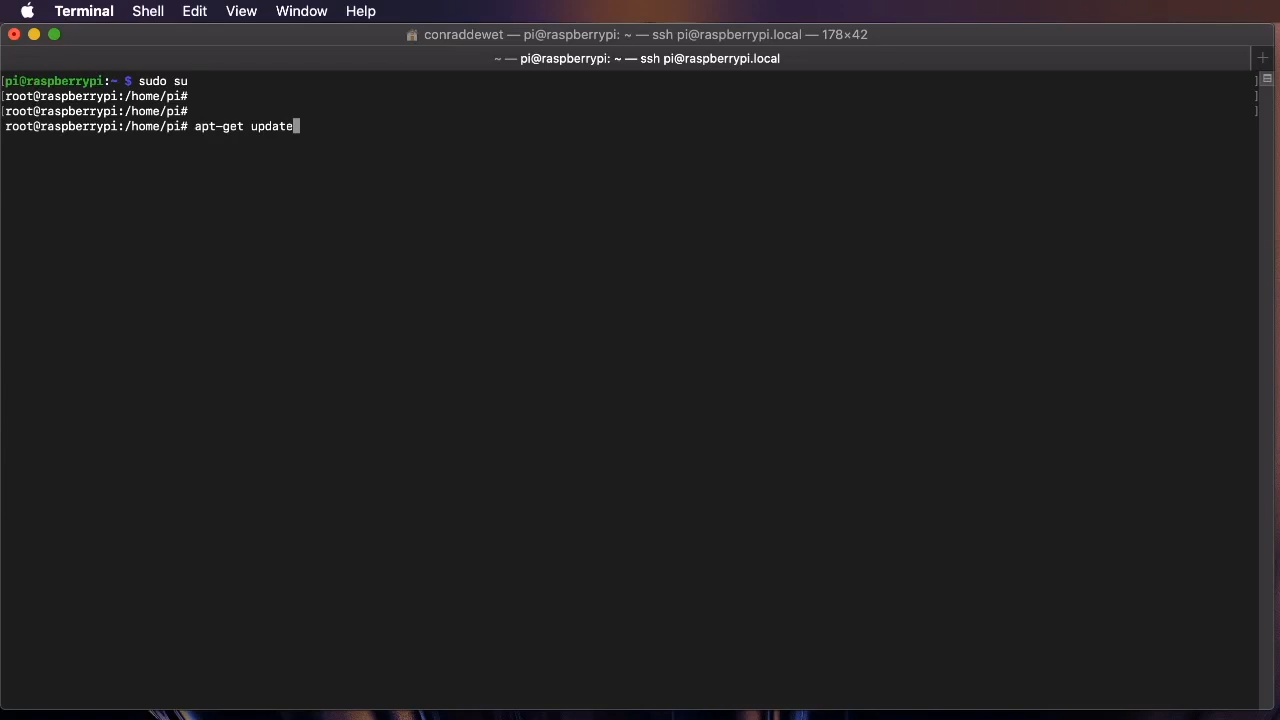 Terminal Shell Edit View Window Help
conraddewet — pi@raspberrypi: ~ — ssh pi@raspberrypi.local — 178×42
~ — pi@raspberrypi: ~ — ssh pi@raspberrypi.local
[pi@raspberrypi:~ $ sudo su ]
[root@raspberrypi:/home/pi# ]
[root@raspberrypi:/home/pi# ]
root@raspberrypi:/home/pi# apt-get update